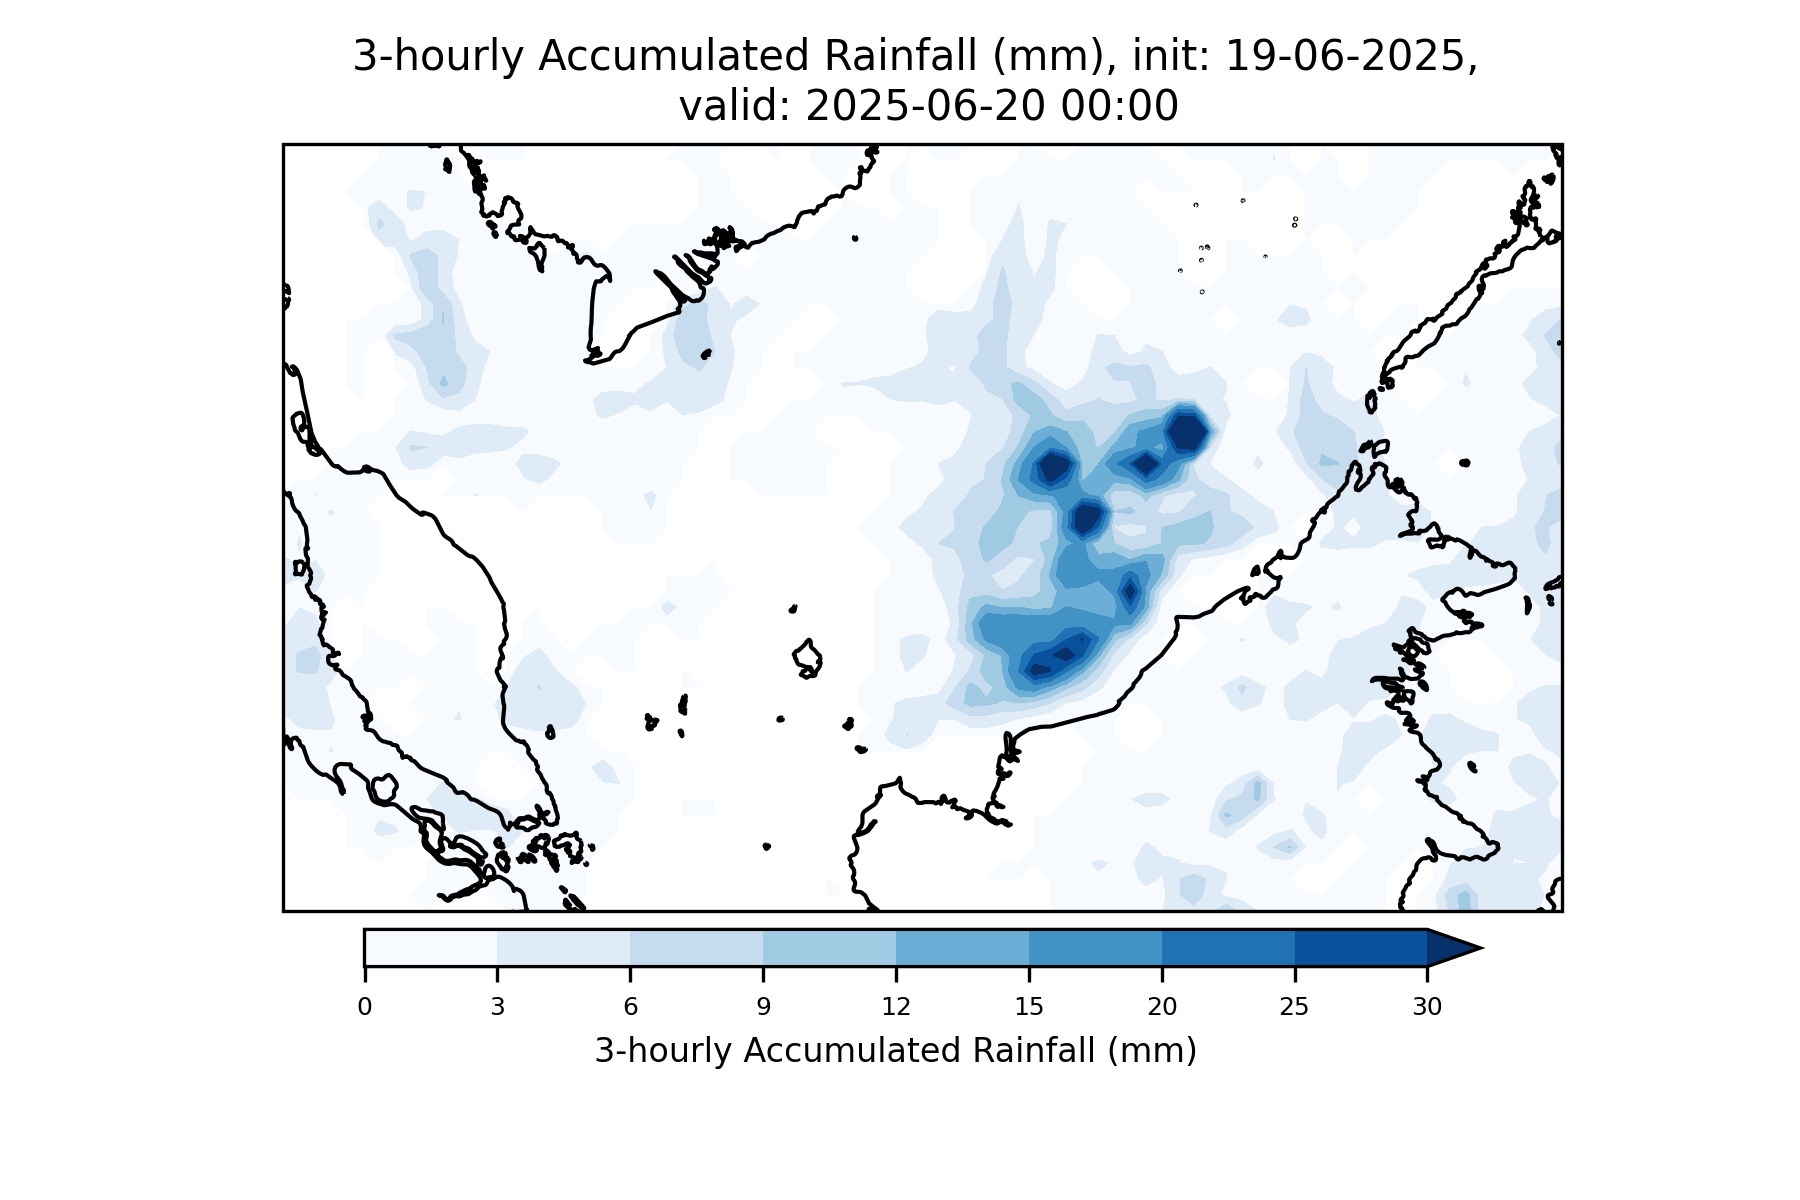 3-hourly Accumulated Rainfall (mm), init: 19-06-2025,
valid: 2025-06-20 00:00
0 3 6 9 12 15 20 25 30
3-hourly Accumulated Rainfall (mm)